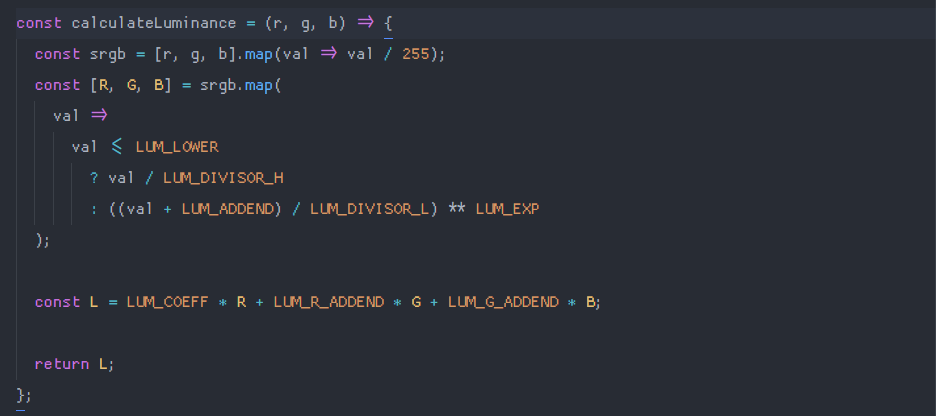 const calculateLuminance = (r, g, b) => {
const srgb = [r, g, b].map(val => val / 255);
const [R, G, B] = srgb.map(
val =>
val <= LUM_LOWER
? val / LUM_DIVISOR_H
: ((val + LUM_ADDEND) / LUM_DIVISOR_L) ** LUM_EXP
);
const L = LUM_COEFF * R + LUM_R_ADDEND * G + LUM_G_ADDEND * B;
return L;
};